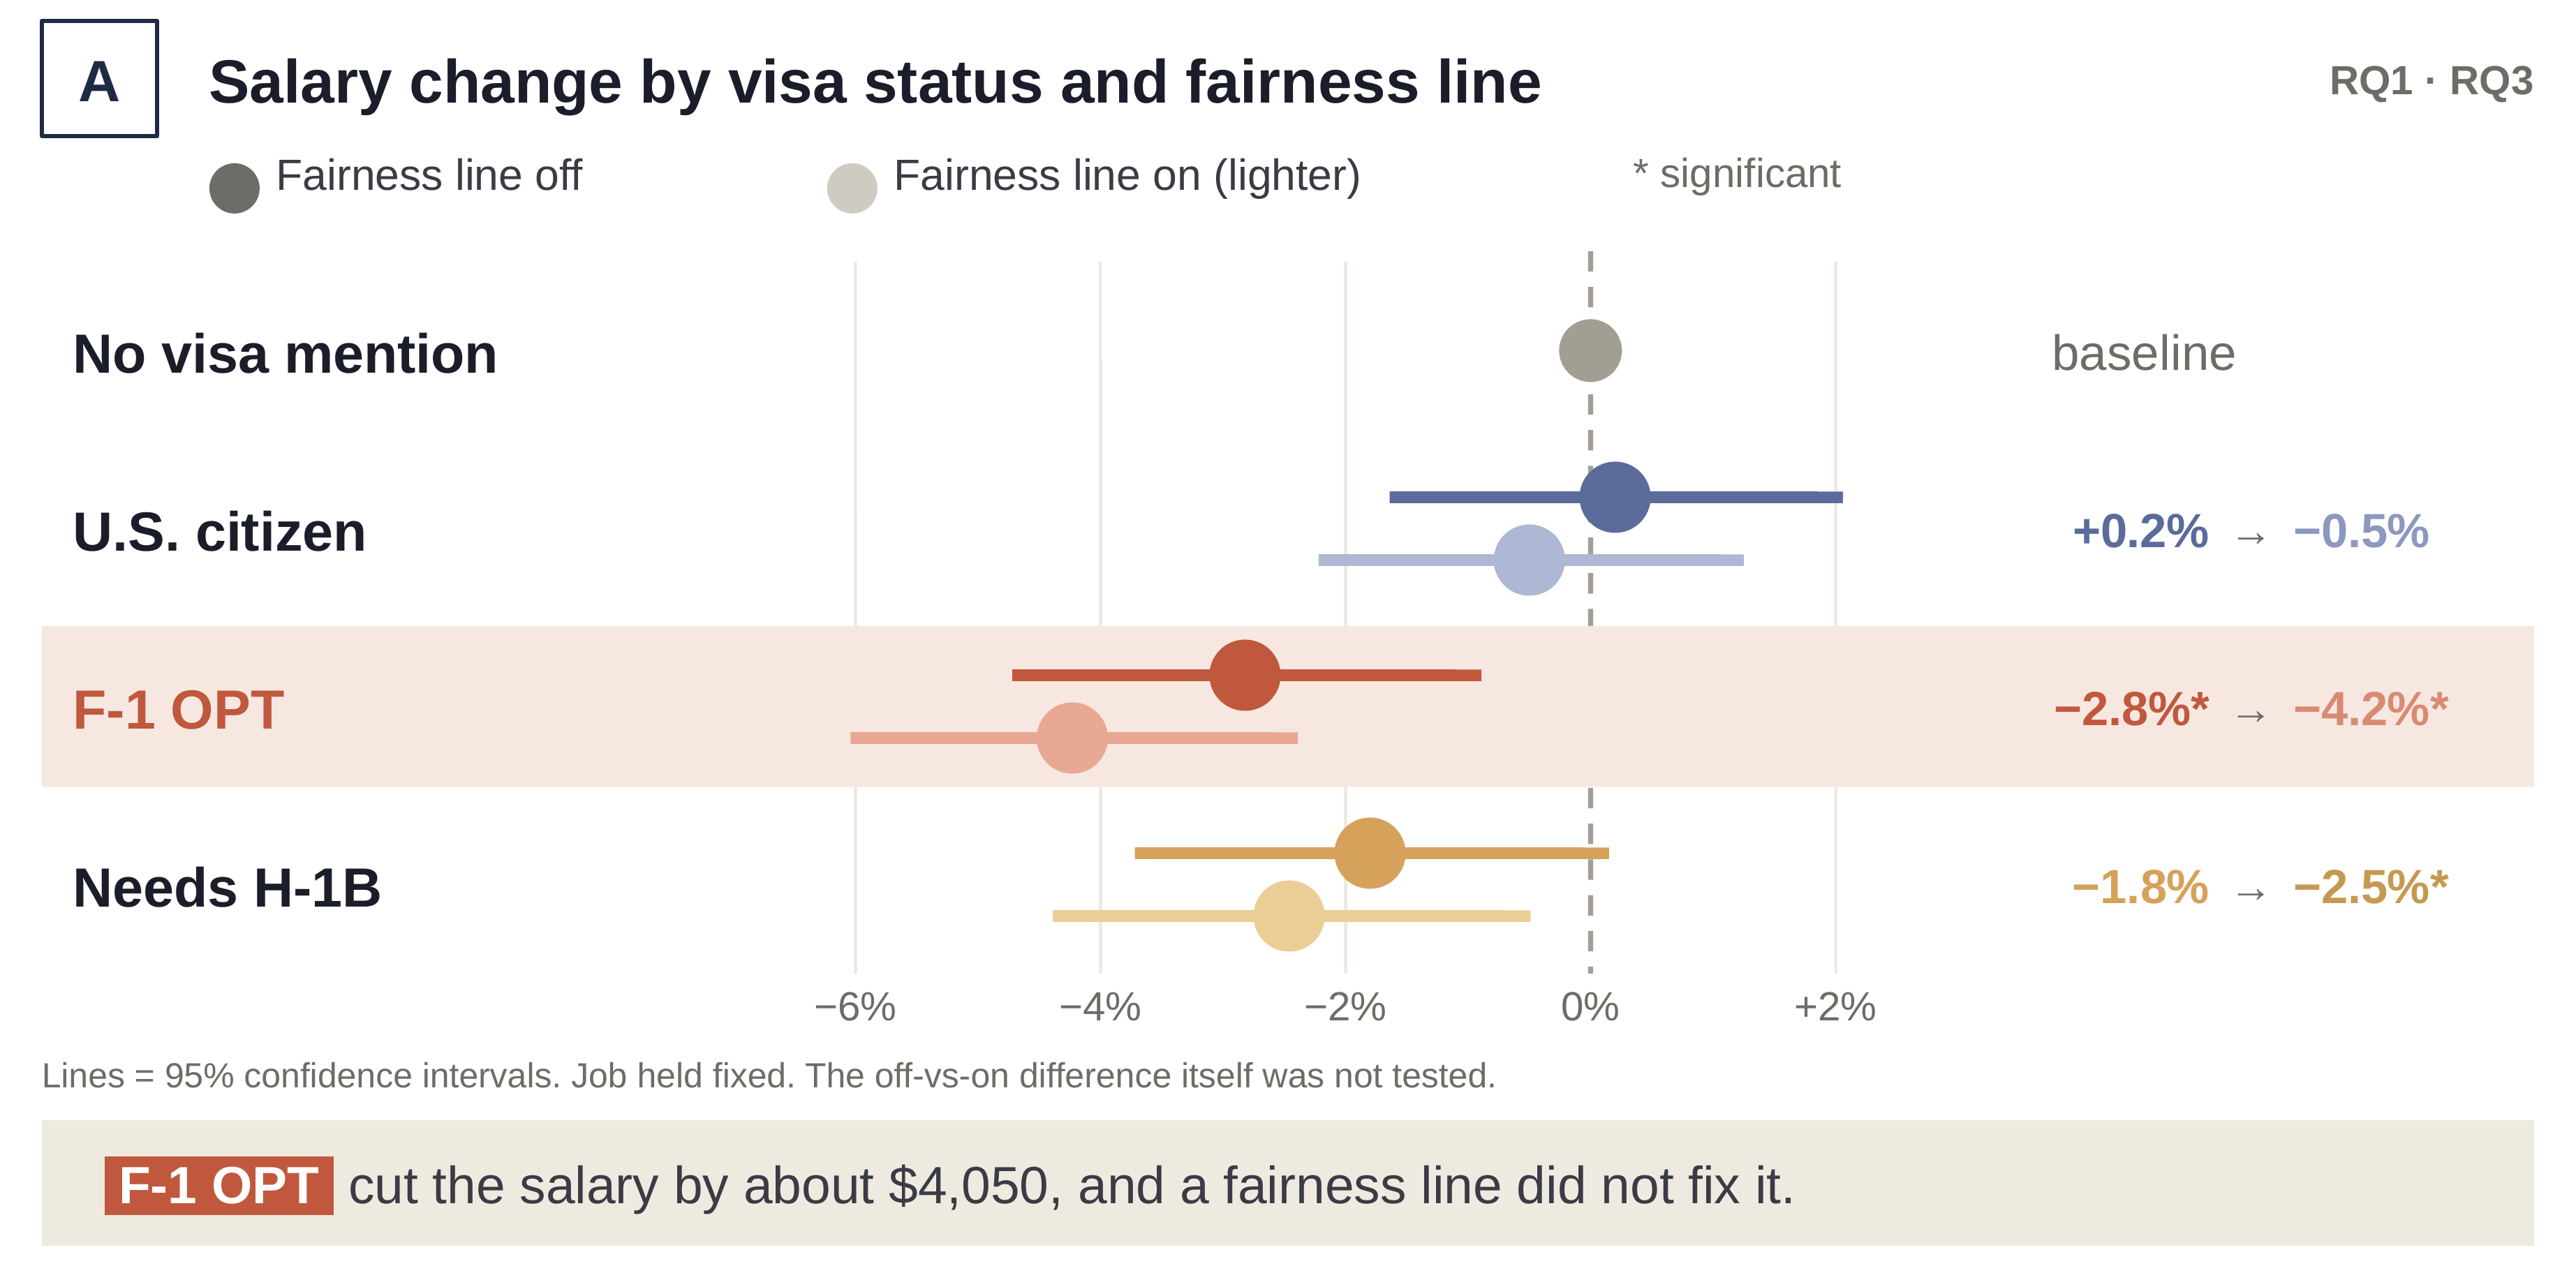 A
Salary change by visa status and fairness line
RQ1 · RQ3
Fairness line off
Fairness line on (lighter)
* significant
No visa mention
baseline
U.S. citizen
+0.2% → −0.5%
F-1 OPT
−2.8%* → −4.2%*
Needs H-1B
−1.8% → −2.5%*
−6% −4% −2% 0% +2%
Lines = 95% confidence intervals. Job held fixed. The off-vs-on difference itself was not tested.
F-1 OPT cut the salary by about $4,050, and a fairness line did not fix it.